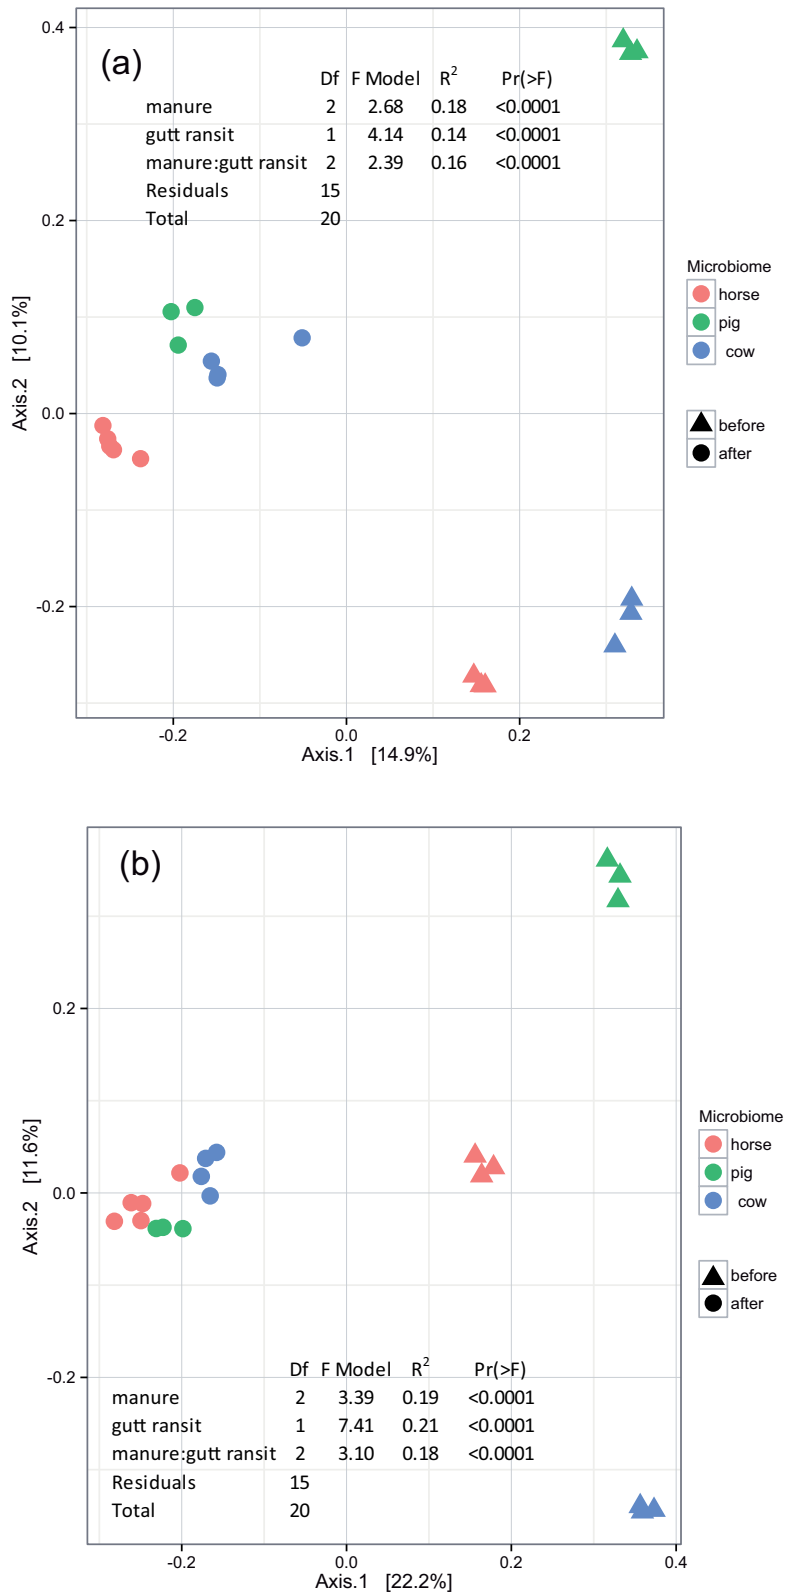 (a)
Df F Model R² Pr(>F)
manure 2 2.68 0.18 <0.0001
gutt ransit 1 4.14 0.14 <0.0001
manure:gutt ransit 2 2.39 0.16 <0.0001
Residuals 15
Total 20
0.4
0.2
0.0
-0.2
Axis.2 [10.1%]
-0.2 0.0 0.2
Axis.1 [14.9%]
Microbiome
horse
pig
cow
before
after
(b)
0.2
0.0
-0.2
Axis.2 [11.6%]
Df F Model R² Pr(>F)
manure 2 3.39 0.19 <0.0001
gutt ransit 1 7.41 0.21 <0.0001
manure:gutt ransit 2 3.10 0.18 <0.0001
Residuals 15
Total 20
-0.2 0.0 0.2 0.4
Axis.1 [22.2%]
Microbiome
horse
pig
cow
before
after